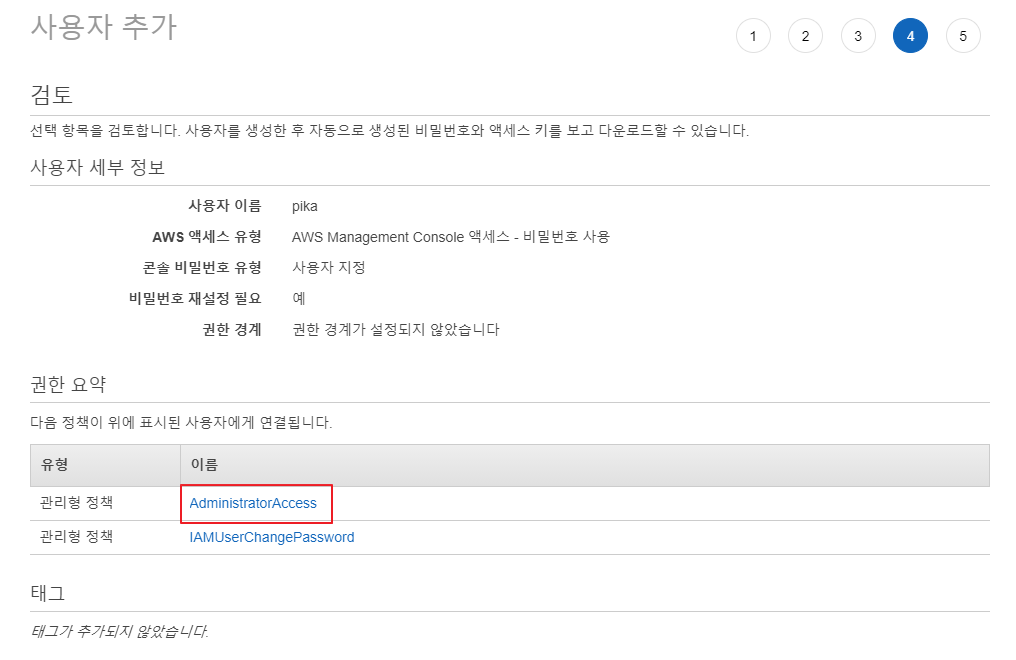 사용자 추가
1 2 3 4 5
검토
선택 항목을 검토합니다. 사용자를 생성한 후 자동으로 생성된 비밀번호와 액세스 키를 보고 다운로드할 수 있습니다.
사용자 세부 정보
사용자 이름 pika
AWS 액세스 유형 AWS Management Console 액세스 - 비밀번호 사용
콘솔 비밀번호 유형 사용자 지정
비밀번호 재설정 필요 예
권한 경계 권한 경계가 설정되지 않았습니다
권한 요약
다음 정책이 위에 표시된 사용자에게 연결됩니다.
유형 이름
관리형 정책 AdministratorAccess
관리형 정책 IAMUserChangePassword
태그
태그가 추가되지 않았습니다.